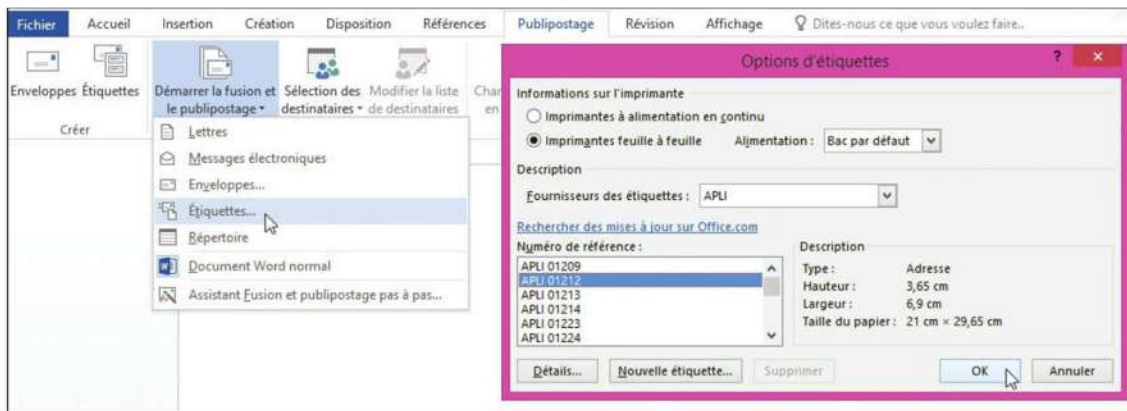 Fichier Accueil Insertion Création Disposition Références Publipostage Révision Affichage Dites-nous ce que vous voulez faire..
Enveloppes Étiquettes
Créer
Démarrer la fusion et le publipostage
Sélection des destinataires
Modifier la liste de destinataires
Char
en
Lettres
Messages électroniques
Enveloppes...
Étiquettes...
Répertoire
Document Word normal
Assistant Fusion et publipostage pas à pas...
Options d'étiquettes ? ×
Informations sur l'imprimante
Imprimantes à alimentation en continu
Imprimantes feuille à feuille Alimentation : Bac par défaut
Description
Fournisseurs des étiquettes : APLI
Rechercher des mises à jour sur Office.com
Numéro de référence :
APLI 01209
APLI 01212
APLI 01213
APLI 01214
APLI 01223
APLI 01224
Description
Type : Adresse
Hauteur : 3,65 cm
Largeur : 6,9 cm
Taille du papier : 21 cm × 29,65 cm
Détails... Nouvelle étiquette... Supprimer OK Annuler